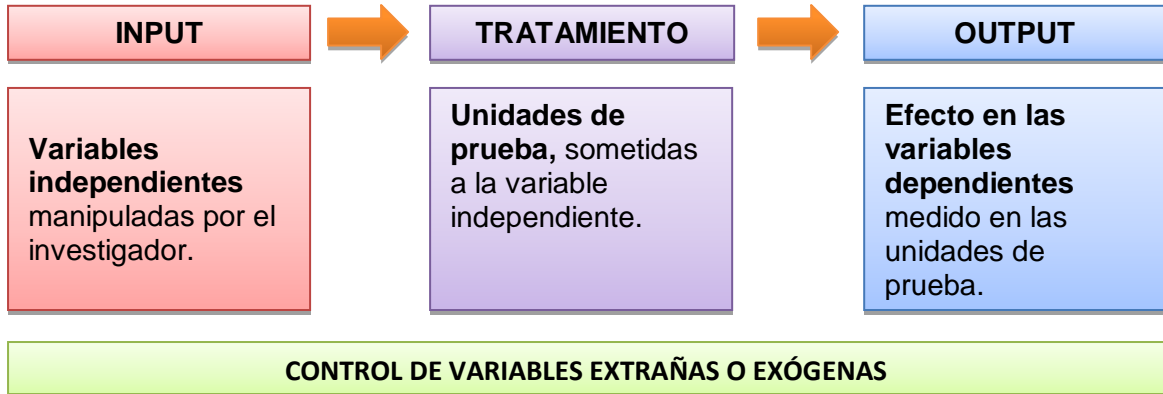 INPUT
TRATAMIENTO
OUTPUT
Variables
independientes
manipuladas por el
investigador.
Unidades de
prueba, sometidas
a la variable
independiente.
Efecto en las
variables
dependientes
medido en las
unidades de
prueba.
CONTROL DE VARIABLES EXTRAÑAS O EXÓGENAS